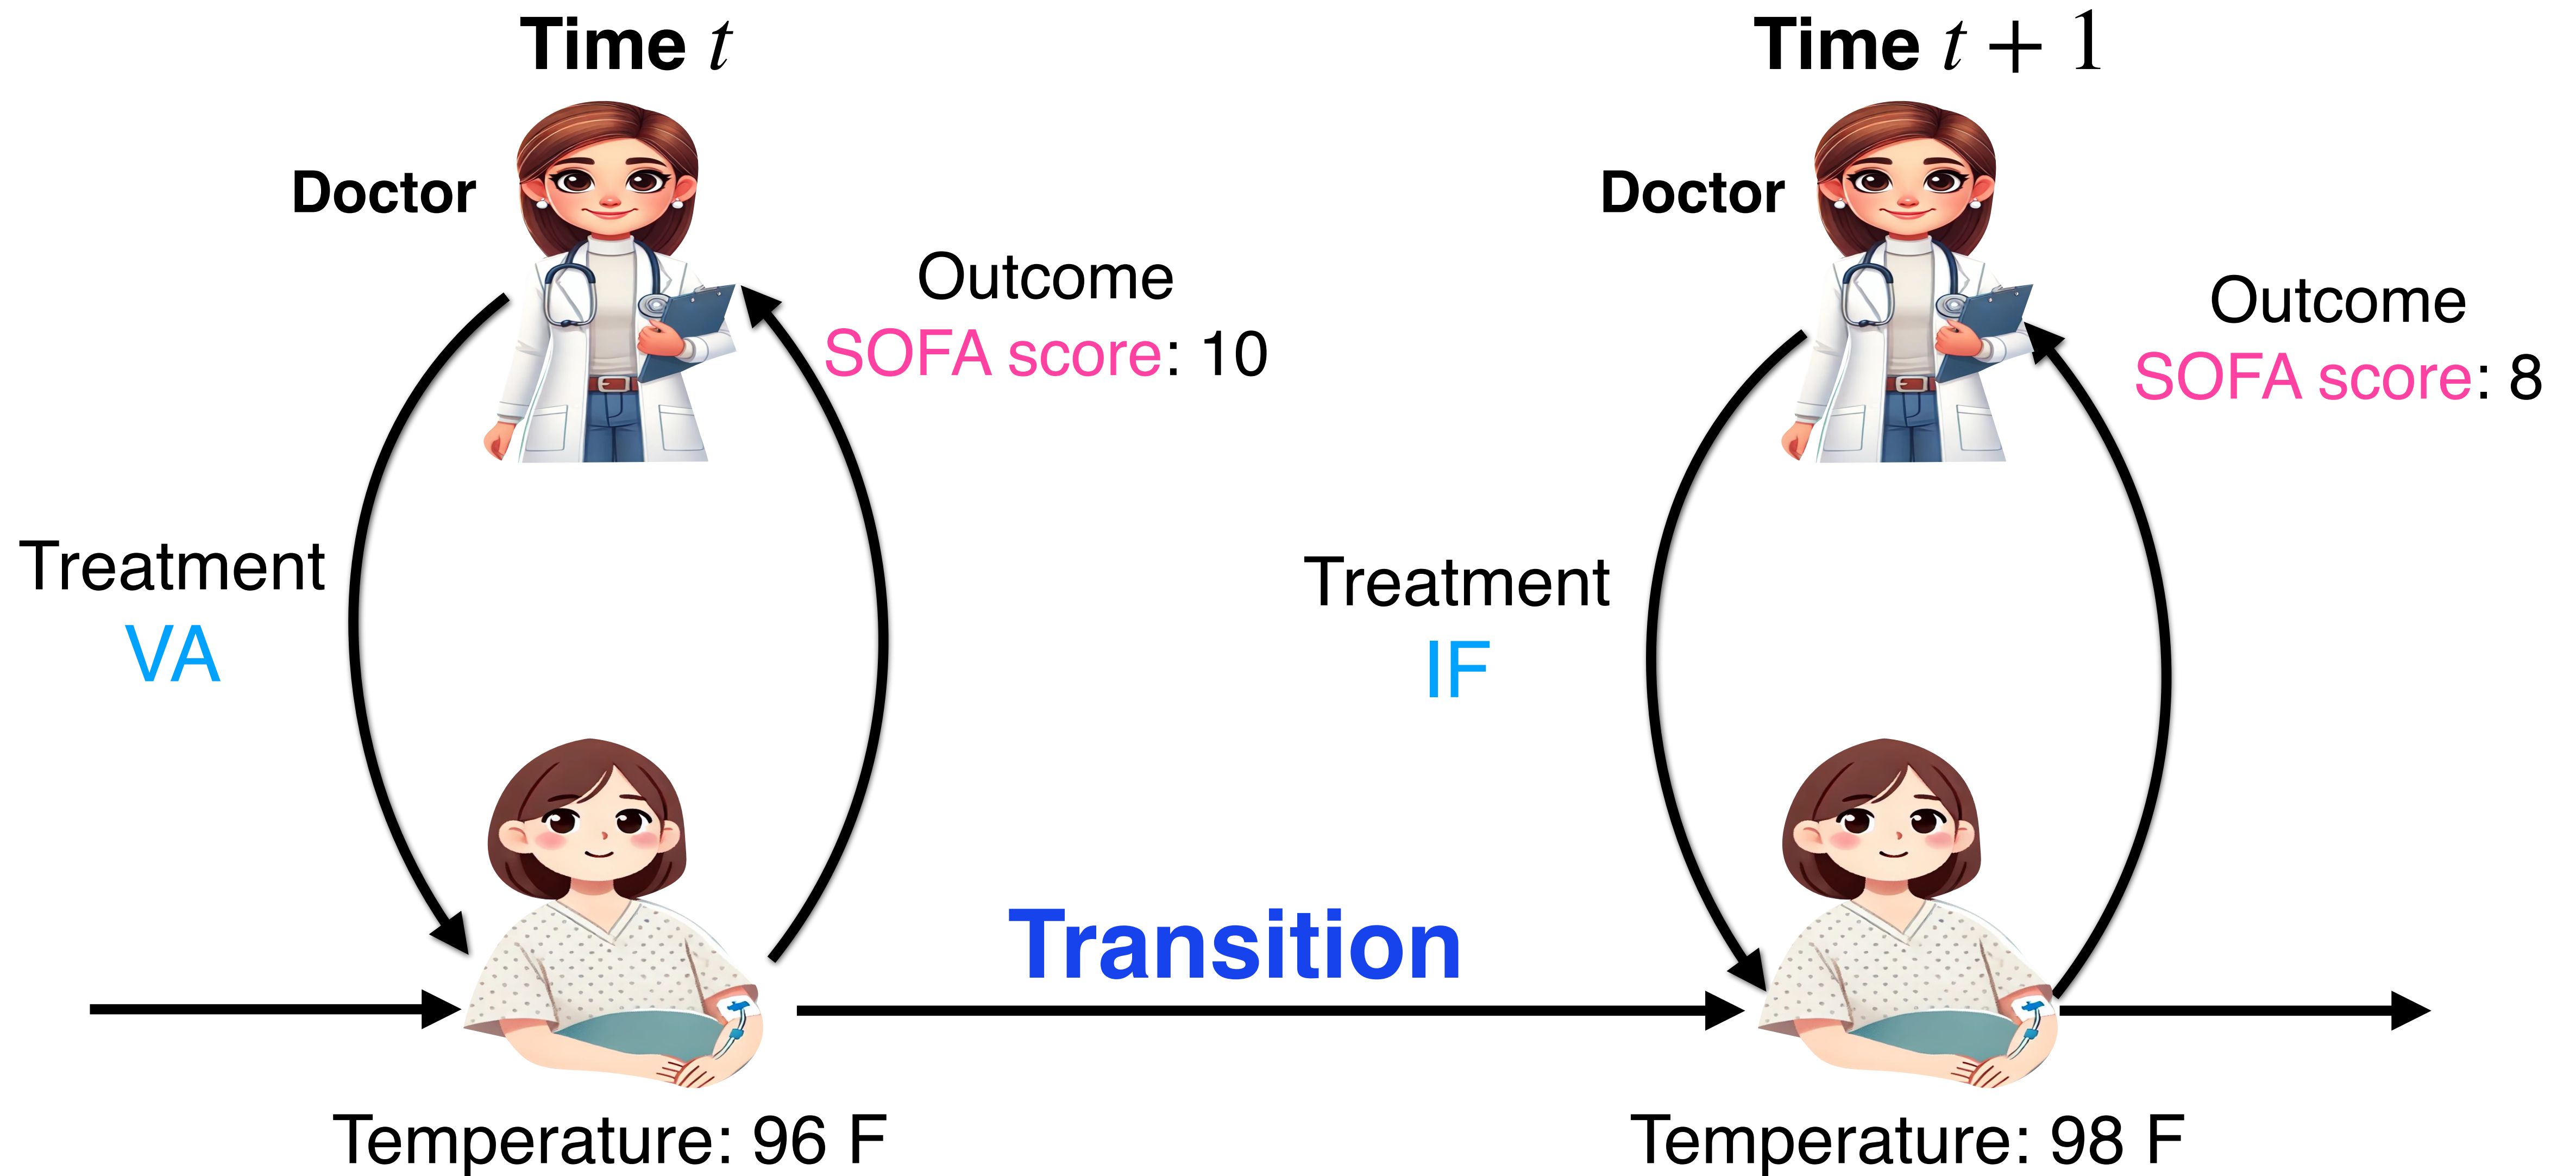 Time t
Doctor
Outcome
SOFA score: 10
Treatment
VA
Temperature: 96 F
Transition
Time t + 1
Doctor
Outcome
SOFA score: 8
Treatment
IF
Temperature: 98 F